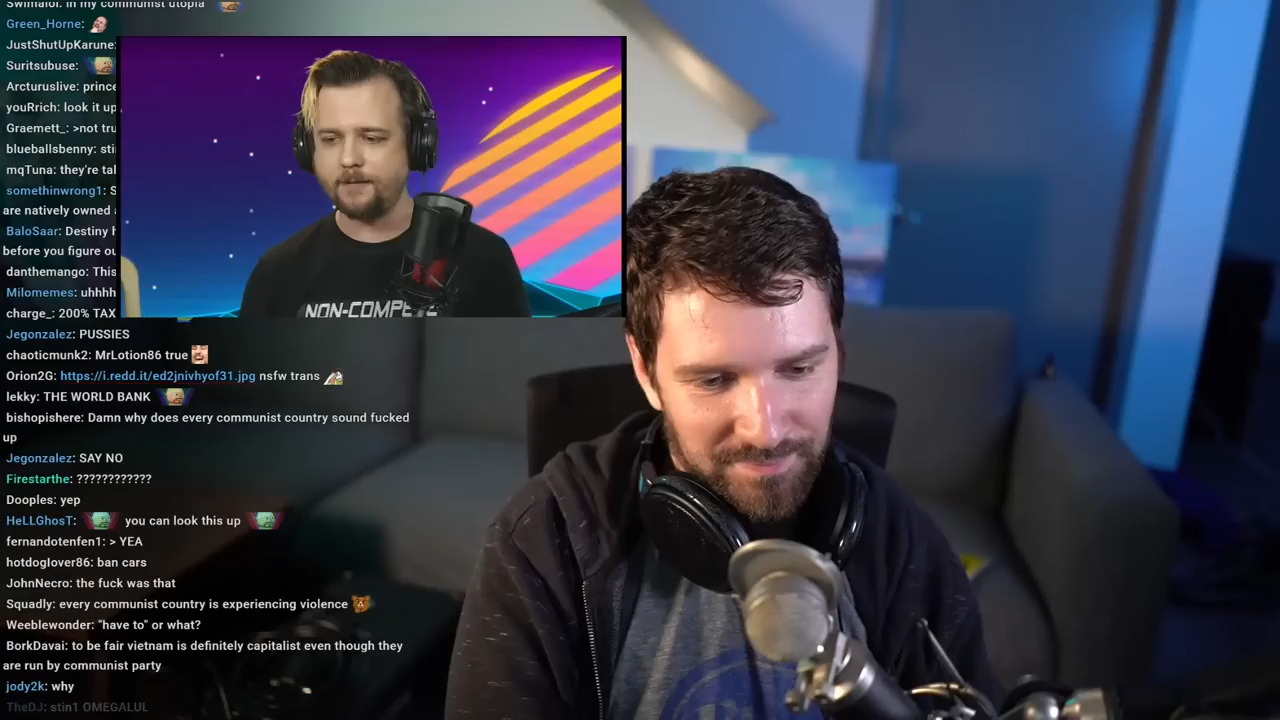 Swimalol: in my communist utopia
Green_Horne:
JustShutUpKarune:
Suritsubuse:
Arcturuslive: prince
youRrich: look it up
Graemett_: >not tru
blueballsbenny: sti
mqTuna: they're tal
somethinwrong1: S
are natively owned
BaloSaar: Destiny h
before you figure ou
danthemango: This
Milomemes: uhhhh
charge_: 200% TAX
Jegonzalez: PUSSIES
chaoticmunk2: MrLotion86 true
Orion2G: https://i.redd.it/ed2jnivhyof31.jpg nsfw trans
lekky: THE WORLD BANK
bishopishere: Damn why does every communist country sound fucked
up
Jegonzalez: SAY NO
Firestarthe: ????????????
Dooples: yep
HeLLGhosT: you can look this up
fernandotenfen1: > YEA
hotdoglover86: ban cars
JohnNecro: the fuck was that
Squadly: every communist country is experiencing violence
Weeblewonder: "have to" or what?
BorkDavai: to be fair vietnam is definitely capitalist even though they
are run by communist party
jody2k: why
TheDJ: stin1 OMEGALUL
NON-COMPETE